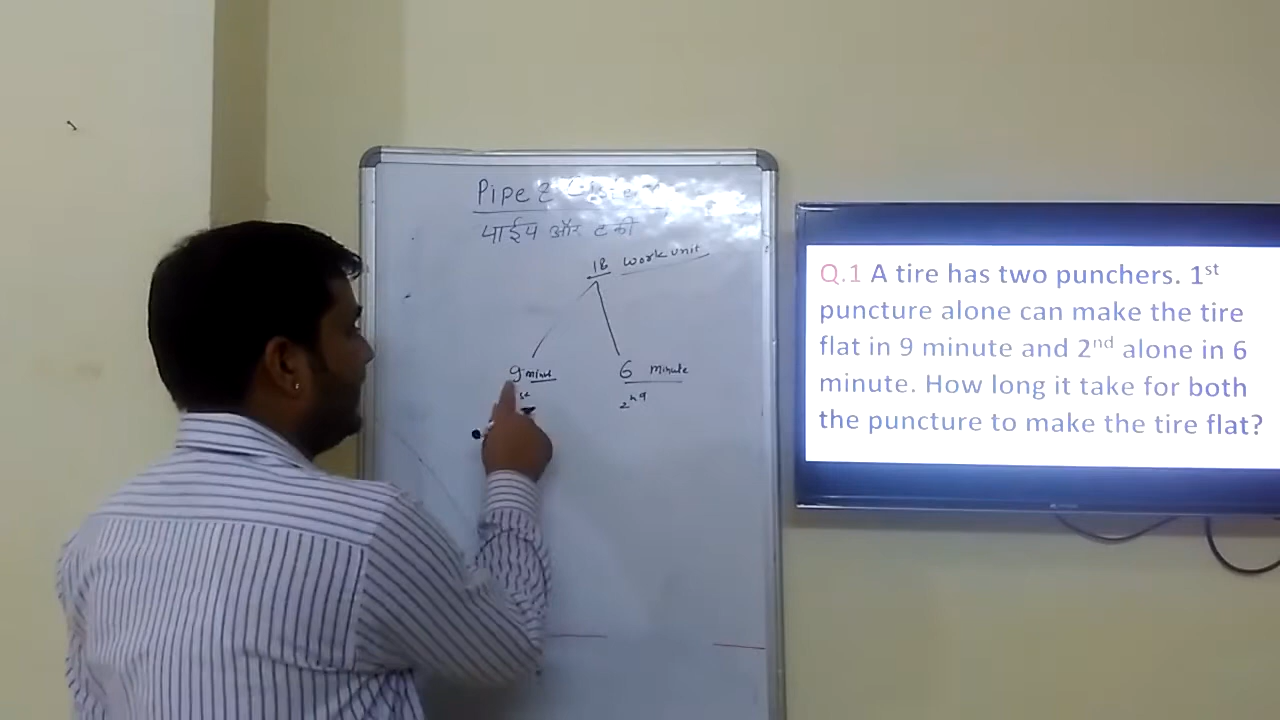 Pipe &
पाईप और टंकी
18 work unit
9 minut 6 minute
1st 2nd
Q.1 A tire has two punchers. 1st
puncture alone can make the tire
flat in 9 minute and 2nd alone in 6
minute. How long it take for both
the puncture to make the tire flat?